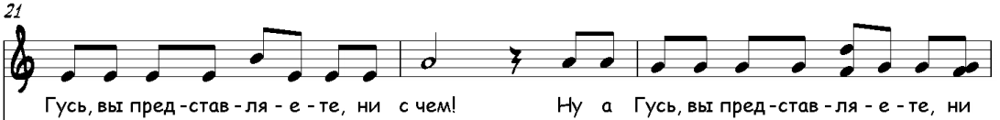 21
Гусь, вы пред-став-ля-е-те, ни с чем! Ну а Гусь, вы пред-став-ля-е-те, ни